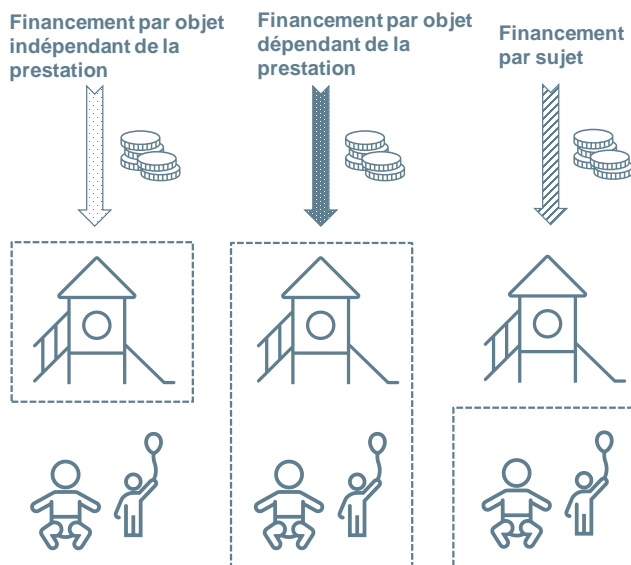 Financement par objet
indépendant de la
prestation
Financement par objet
dépendant de la
prestation
Financement
par sujet